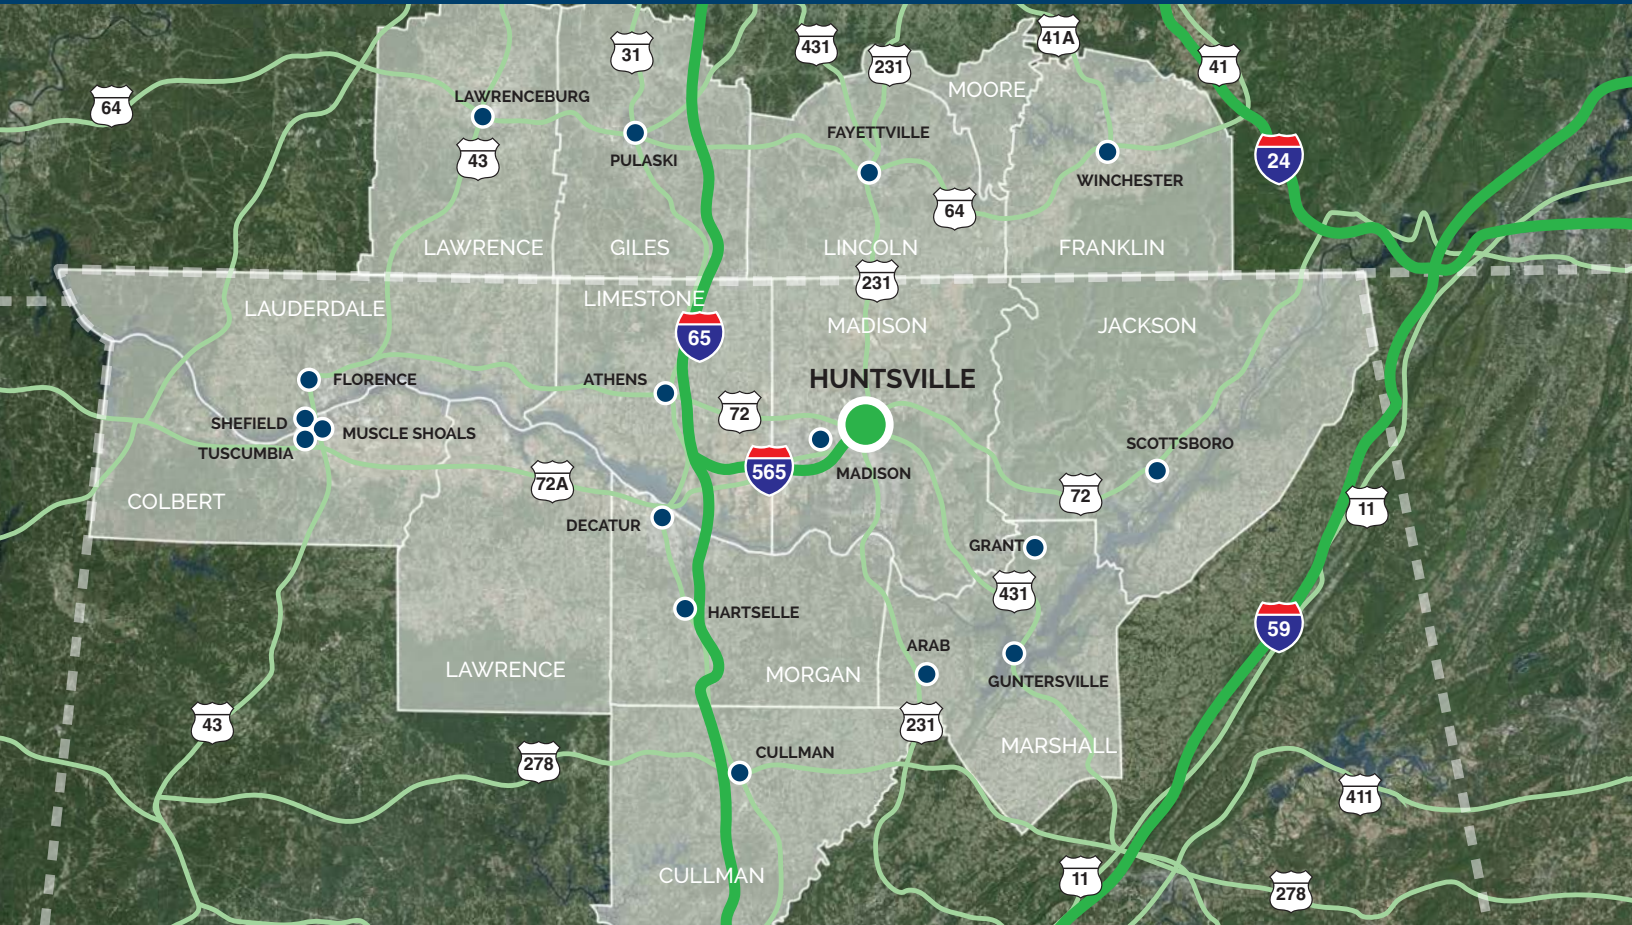 31
431
231
41A
41
64
LAWRENCEBURG
MOORE
43
PULASKI
FAYETTVILLE
WINCHESTER
24
64
LAWRENCE
GILES
LINCOLN
FRANKLIN
231
LAUDERDALE
LIMESTONE
65
MADISON
JACKSON
FLORENCE
ATHENS
HUNTSVILLE
72
SHEFIELD
MUSCLE SHOALS
TUSCUMBIA
SCOTTSBORO
565
MADISON
72A
72
COLBERT
11
DECATUR
GRANT
431
HARTSELLE
59
ARAB
LAWRENCE
MORGAN
GUNTERSVILLE
43
231
278
CULLMAN
MARSHALL
411
CULLMAN
11
278